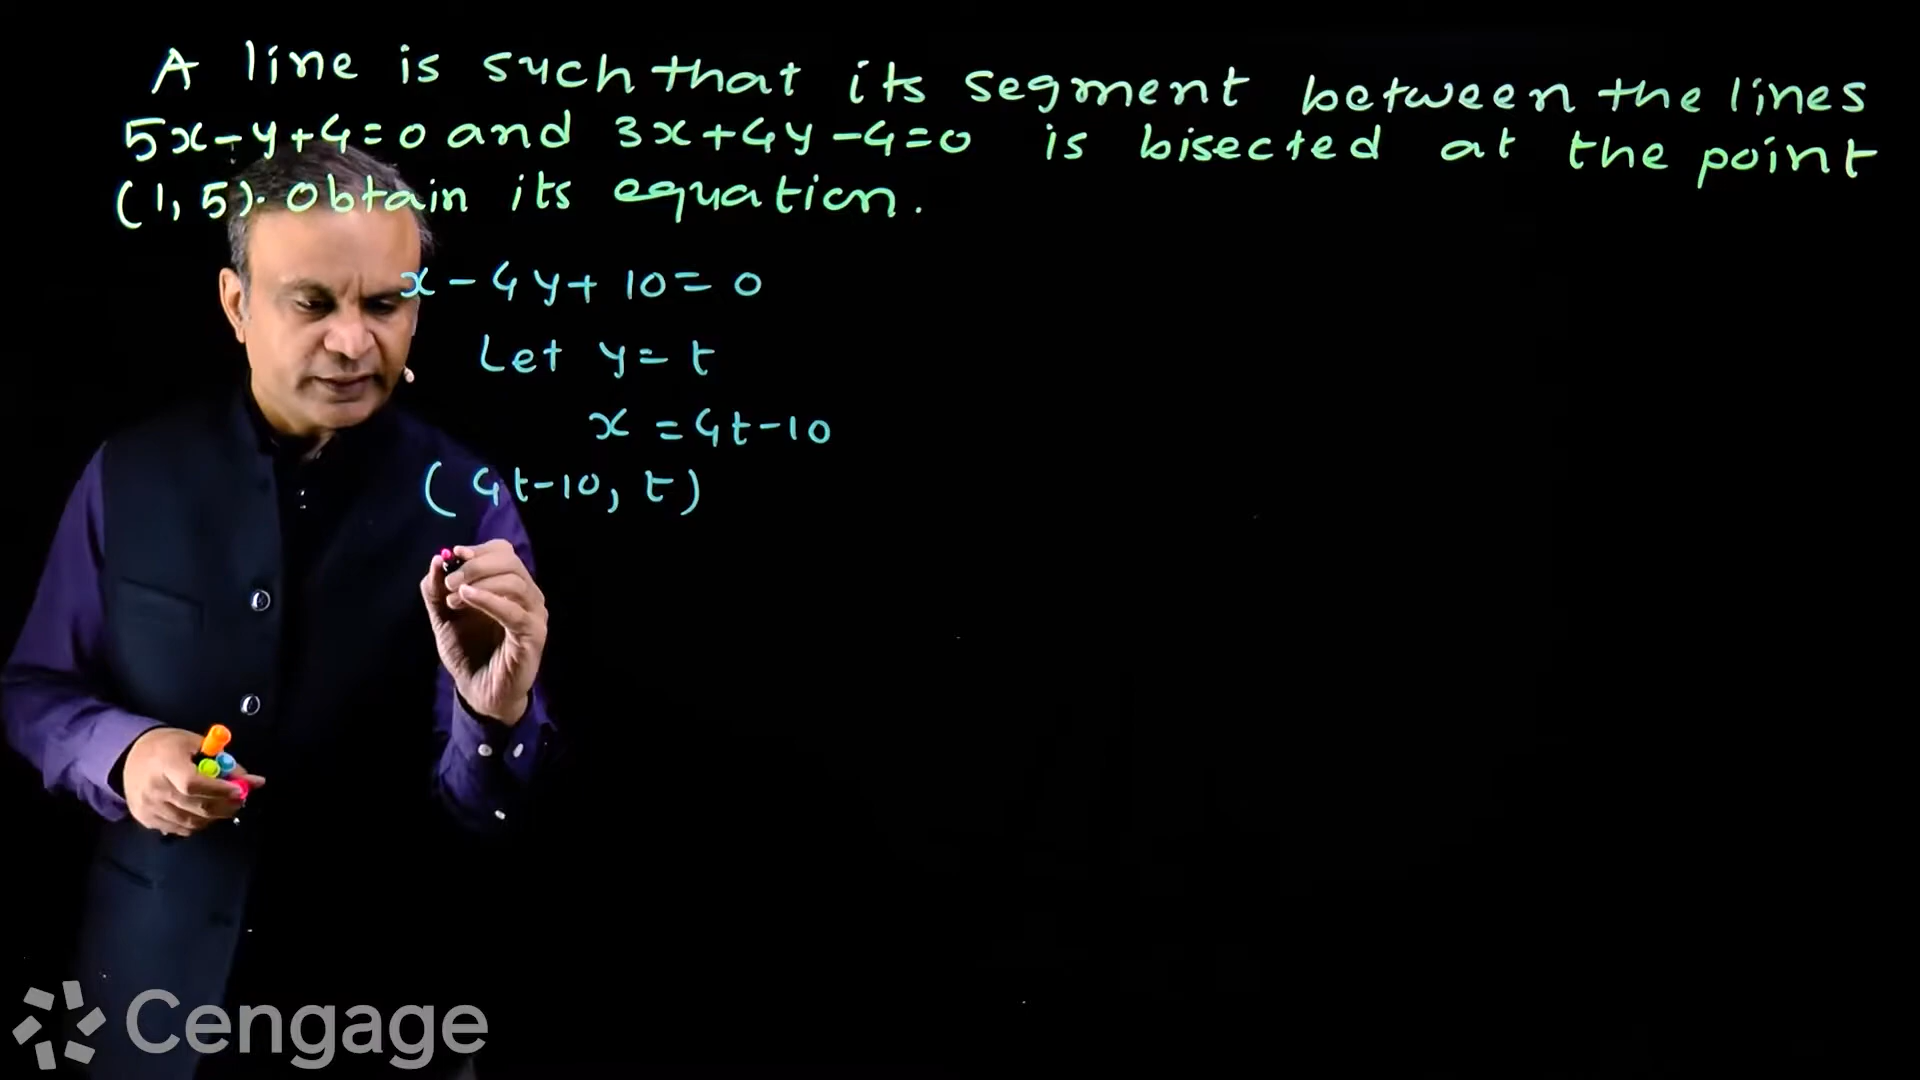 A line is such that its segment between the lines
5x-y+4=0 and 3x+4y-4=0 is bisected at the point
(1,5). obtain its equation.
x-4y+10=0
Let y=t
x=4t-10
(4t-10, t)
Cengage